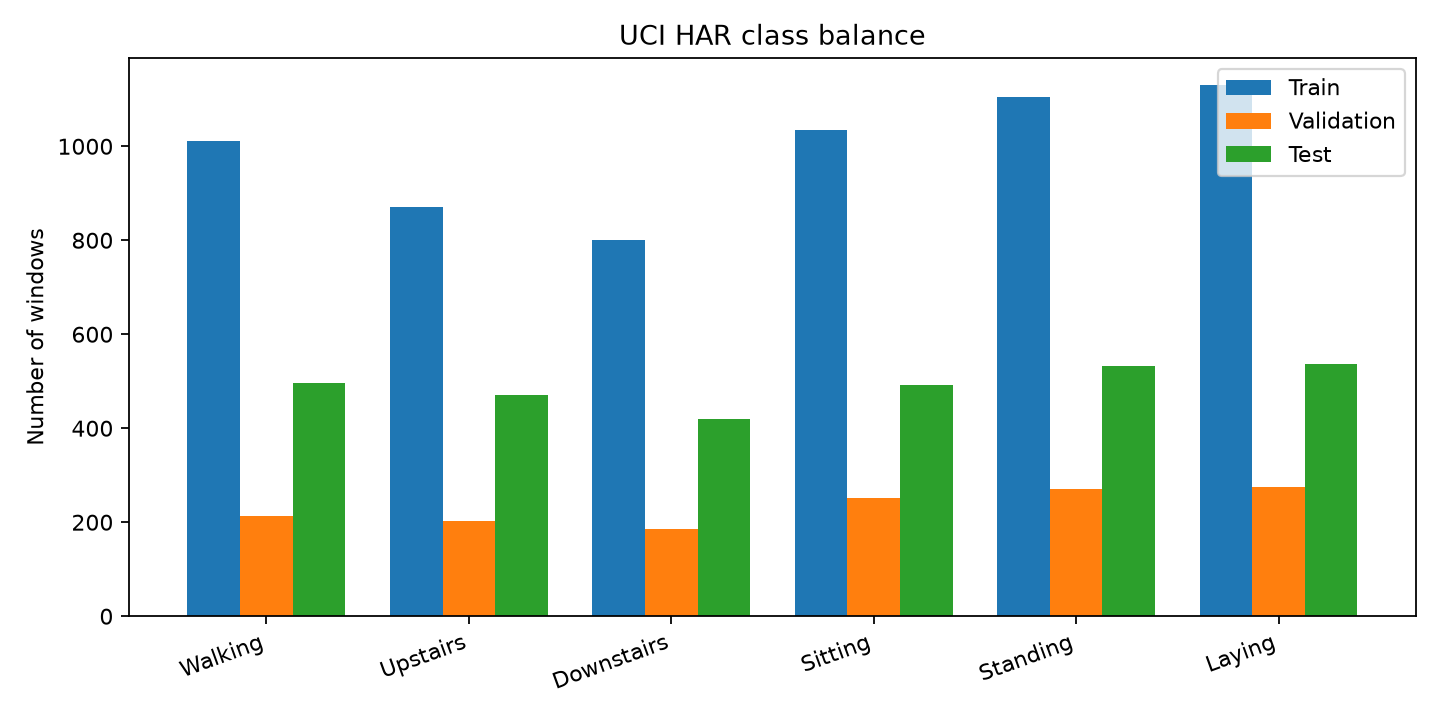 UCI HAR class balance
Train
Validation
Test
Number of windows
1000
800
600
400
200
0
Walking
Upstairs
Downstairs
Sitting
Standing
Laying